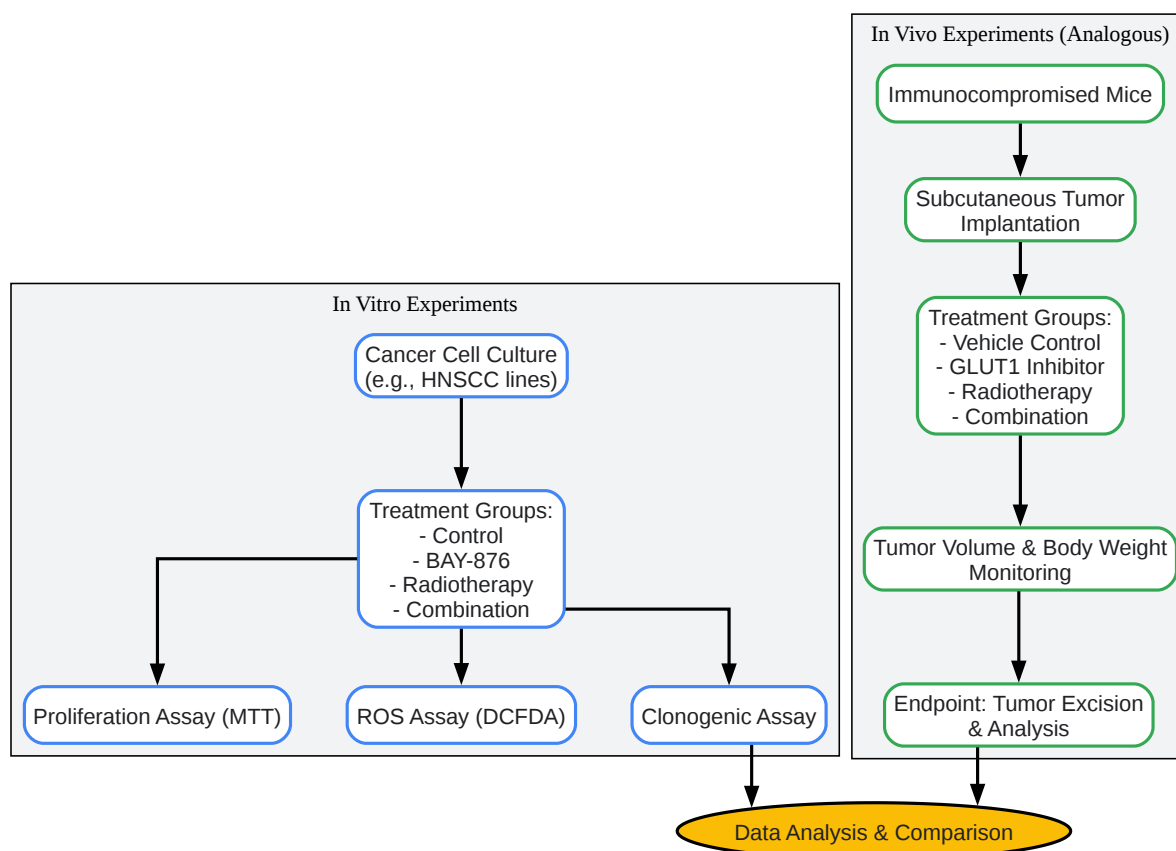 In Vitro Experiments
Cancer Cell Culture
(e.g., HNSCC lines)
Treatment Groups:
- Control
- BAY-876
- Radiotherapy
- Combination
Proliferation Assay (MTT)
ROS Assay (DCFDA)
Clonogenic Assay
In Vivo Experiments (Analogous)
Immunocompromised Mice
Subcutaneous Tumor
Implantation
Treatment Groups:
- Vehicle Control
- GLUT1 Inhibitor
- Radiotherapy
- Combination
Tumor Volume & Body Weight
Monitoring
Endpoint: Tumor Excision
& Analysis
Data Analysis & Comparison